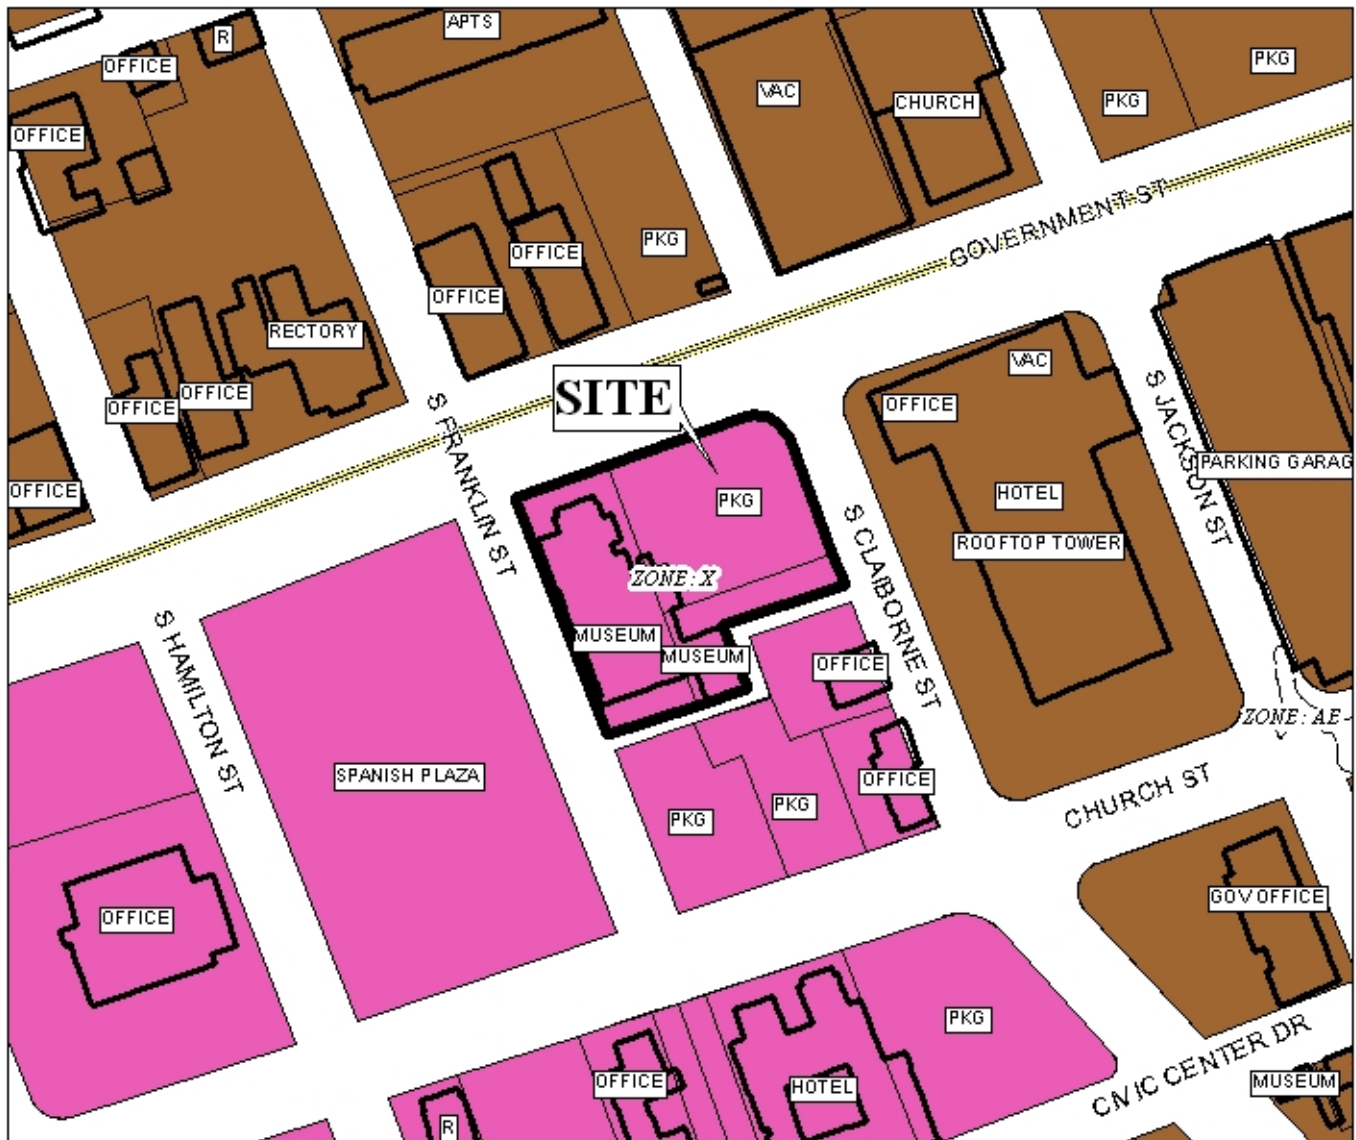 APTS
R
OFFICE
PKG
VAC
CHURCH
PKG
OFFICE
GOVERNMENT ST
PKG
OFFICE
OFFICE
RECTORY
VAC
OFFICE
OFFICE
SITE
OFFICE
S FRANKLIN ST
S JACKSON ST
PARKING GARAG
OFFICE
PKG
HOTEL
ROOFTOP TOWER
S CLAIBORNE ST
ZONE: X
MUSEUM
MUSEUM
OFFICE
S HAMILTON ST
ZONE: AE
SPANISH PLAZA
OFFICE
PKG
PKG
CHURCH ST
GOV OFFICE
OFFICE
PKG
CIVIC CENTER DR
OFFICE
HOTEL
MUSEUM
R